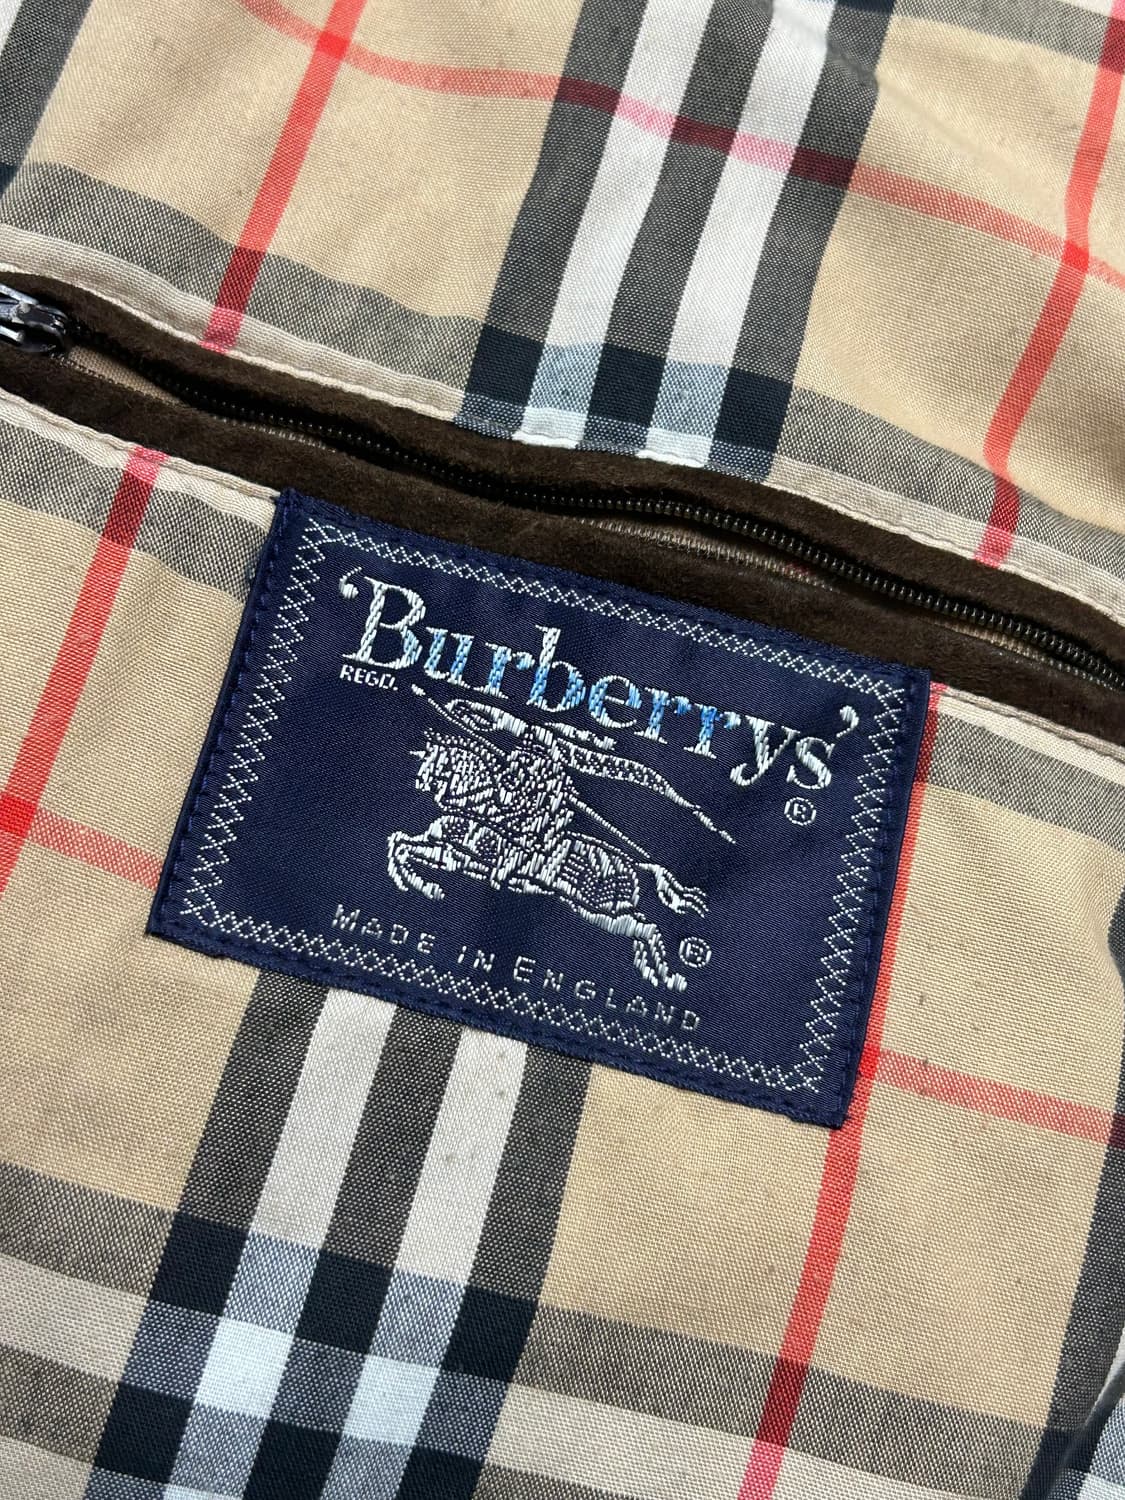 ‘Burberrys’
REGD.
®
®
MADE IN ENGLAND